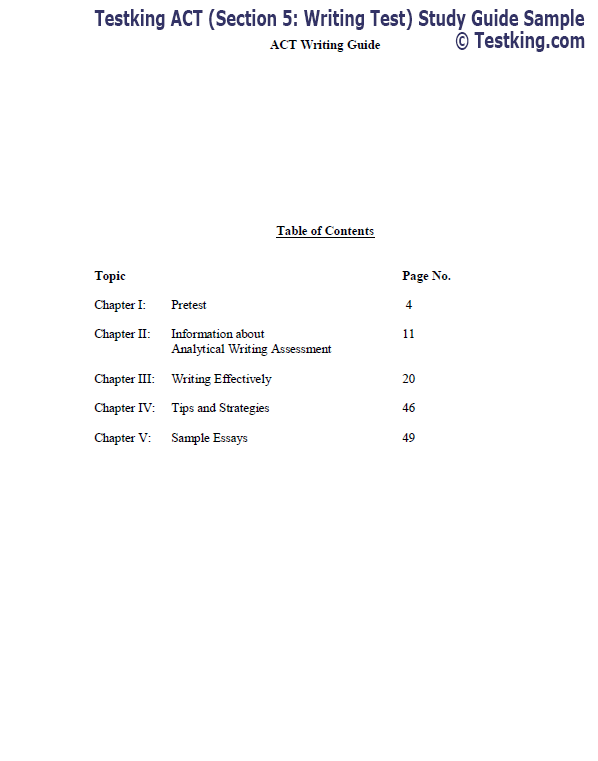 Testking ACT (Section 5: Writing Test) Study Guide Sample
© Testking.com
ACT Writing Guide
Table of Contents
Topic Page No.
Chapter I: Pretest 4
Chapter II: Information about 11
Analytical Writing Assessment
Chapter III: Writing Effectively 20
Chapter IV: Tips and Strategies 46
Chapter V: Sample Essays 49